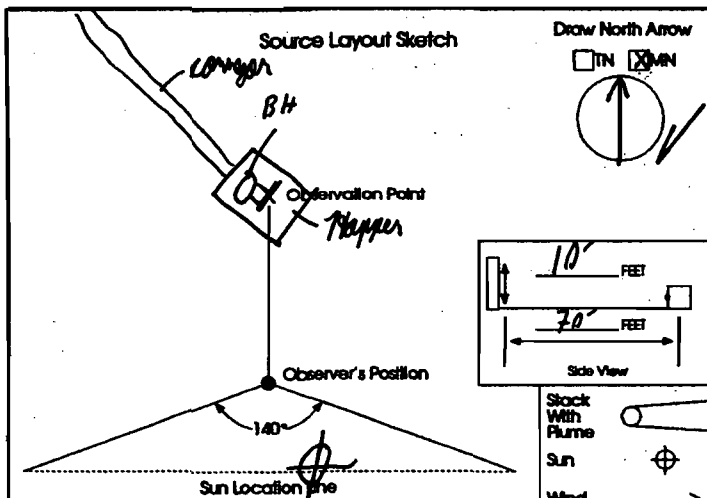 Source Layout Sketch
Draw North Arrow
TN MN
BH
Observation Point
Hopper
10' FEET
70' FEET
Side View
Observer's Position
140°
Sun Location Line
Stack
With
Plume
Sun
Wind